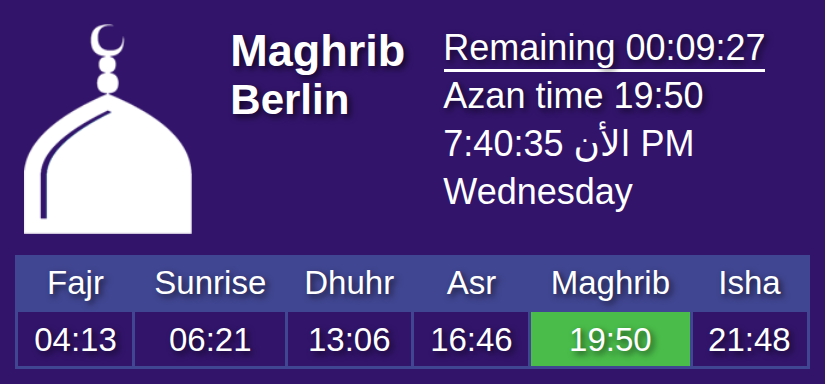 Maghrib
Berlin
Remaining 00:09:27
Azan time 19:50
7:40:35 الأن PM
Wednesday
Fajr Sunrise Dhuhr Asr Maghrib Isha
04:13 06:21 13:06 16:46 19:50 21:48